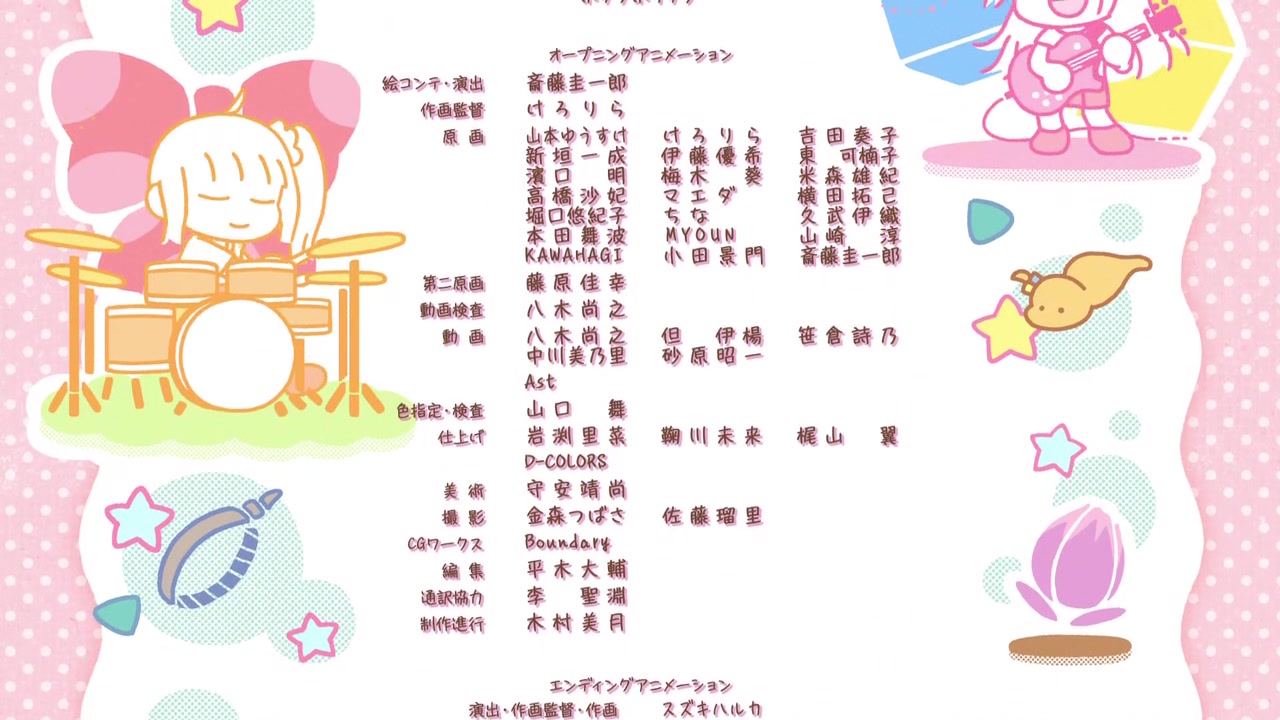 オープニングアニメーション
絵コンテ・演出 斎藤圭一郎
作画監督 けろりら
原画 山本ゆうすけ けろりら 吉田奏子
新垣一成 伊藤優希 東 可楠子
濱口 明 梅木 葵 米森雄紀
高橋沙妃 マエダ 横田拓己
堀口悠紀子 ちな 久武伊織
本田舞波 MYOUN 山崎 淳
KAWAHAGI 小田景門 斎藤圭一郎
第二原画 藤原佳幸
動画検査 八木尚之
動画 八木尚之 但 伊楊 笹倉詩乃
中川美乃里 砂原昭一
Ast
色指定・検査 山口 舞
仕上げ 岩渕里菜 鞠川未来 梶山 翼
D-COLORS
美術 守安靖尚
撮影 金森つばさ 佐藤瑠里
CGワークス Boundary
編集 平木大輔
通訳協力 李 聖淵
制作進行 木村美月
エンディングアニメーション
演出・作画監督・作画 スズキハルカ